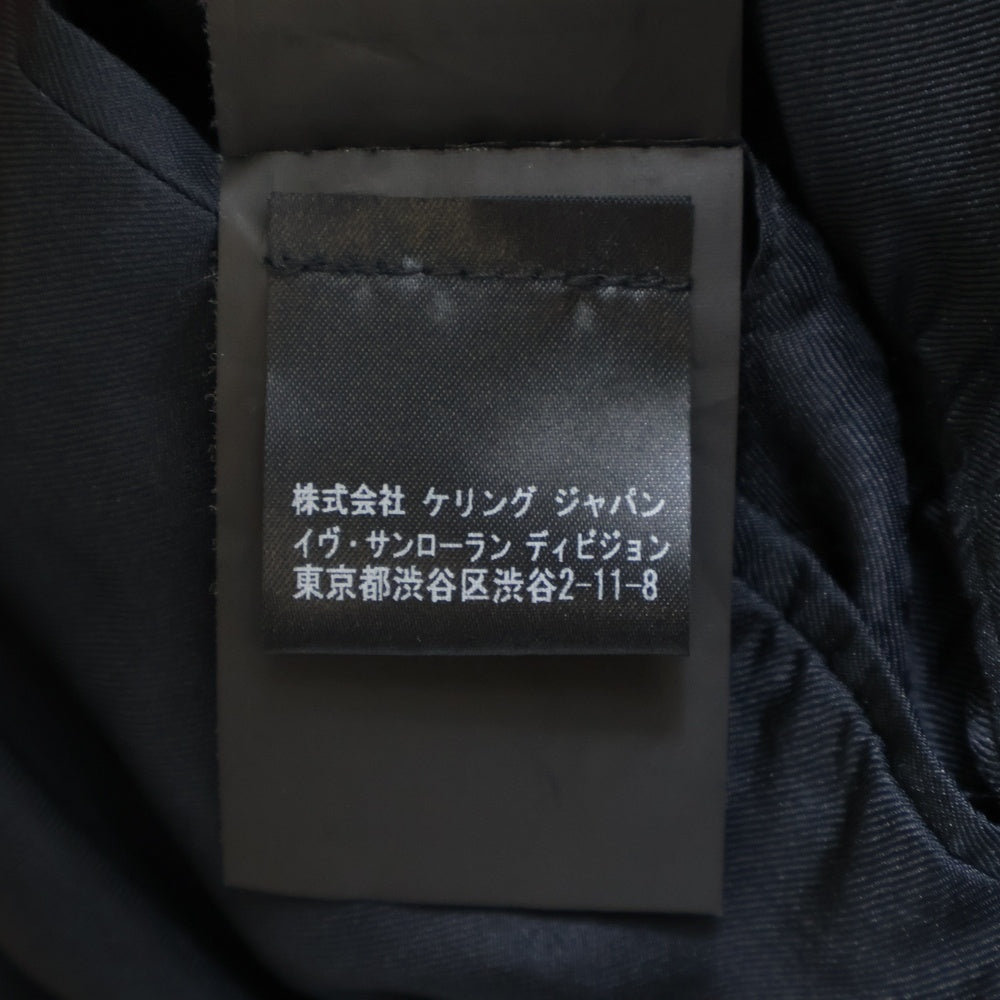 株式会社 ケリング ジャパン
イヴ・サンローラン ディビジョン
東京都渋谷区渋谷2-11-8